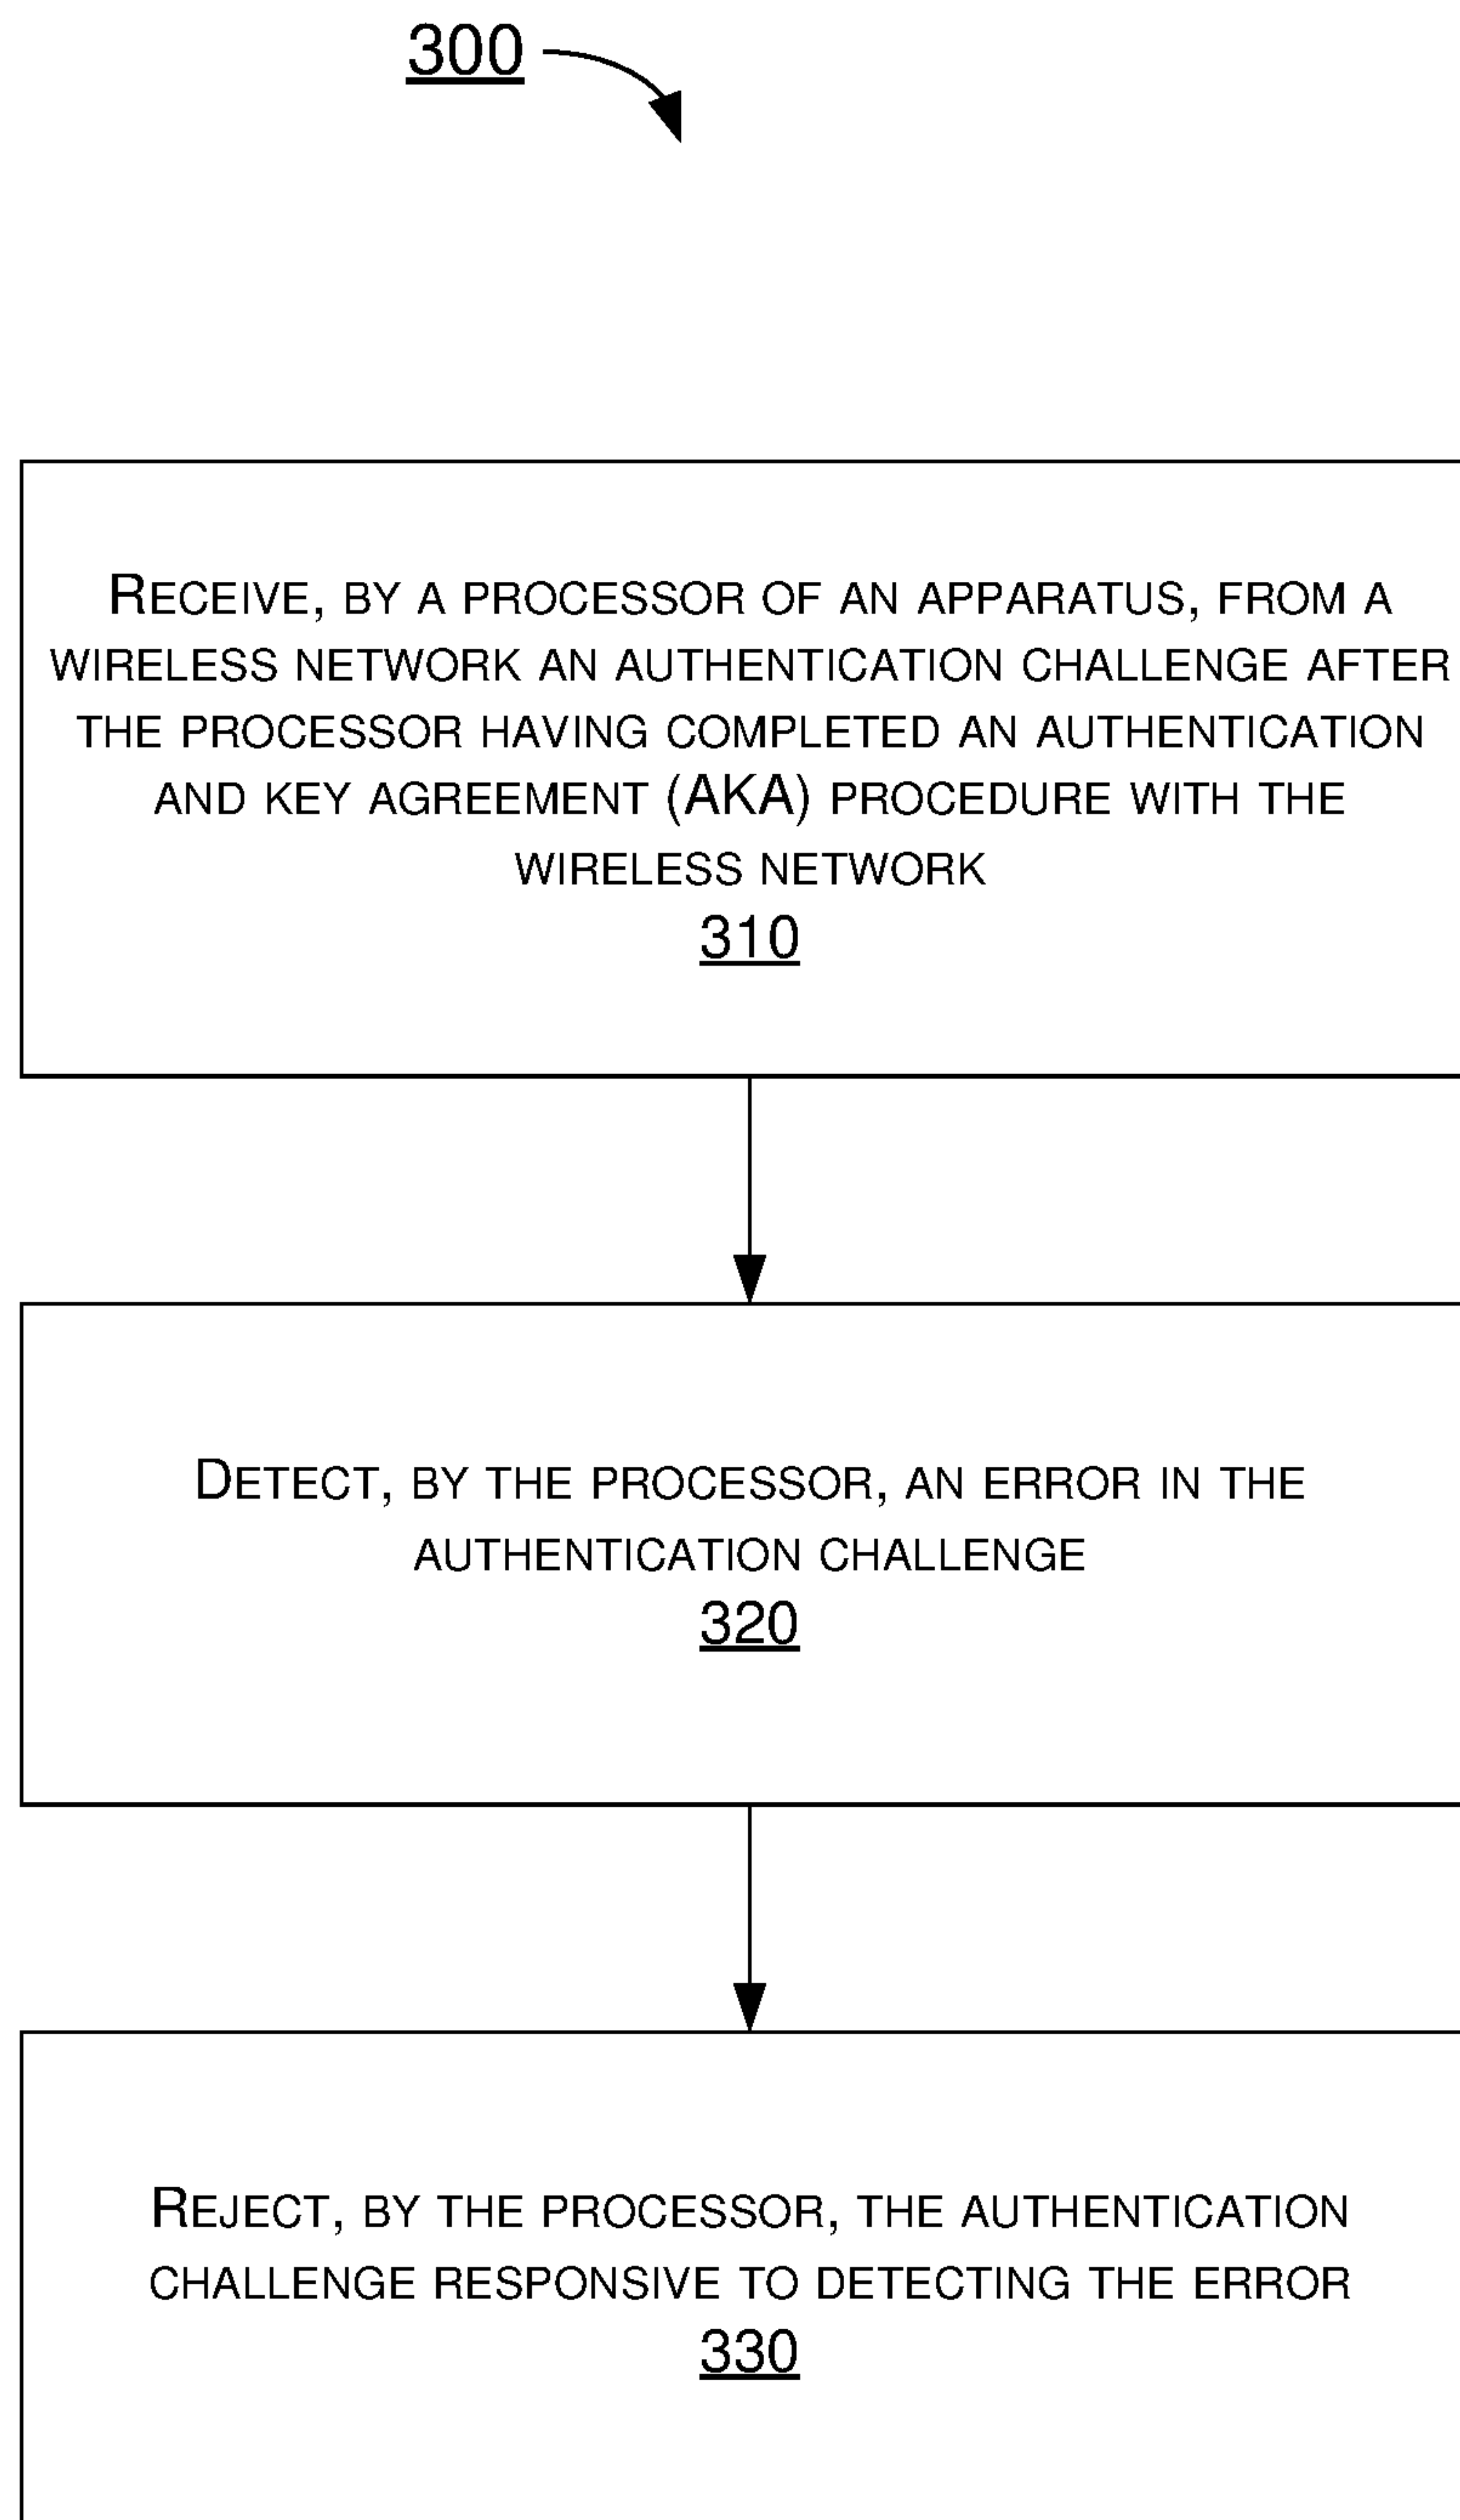 300
RECEIVE, BY A PROCESSOR OF AN APPARATUS, FROM A
WIRELESS NETWORK AN AUTHENTICATION CHALLENGE AFTER
THE PROCESSOR HAVING COMPLETED AN AUTHENTICATION
AND KEY AGREEMENT (AKA) PROCEDURE WITH THE
WIRELESS NETWORK
310
DETECT, BY THE PROCESSOR, AN ERROR IN THE
AUTHENTICATION CHALLENGE
320
REJECT, BY THE PROCESSOR, THE AUTHENTICATION
CHALLENGE RESPONSIVE TO DETECTING THE ERROR
330